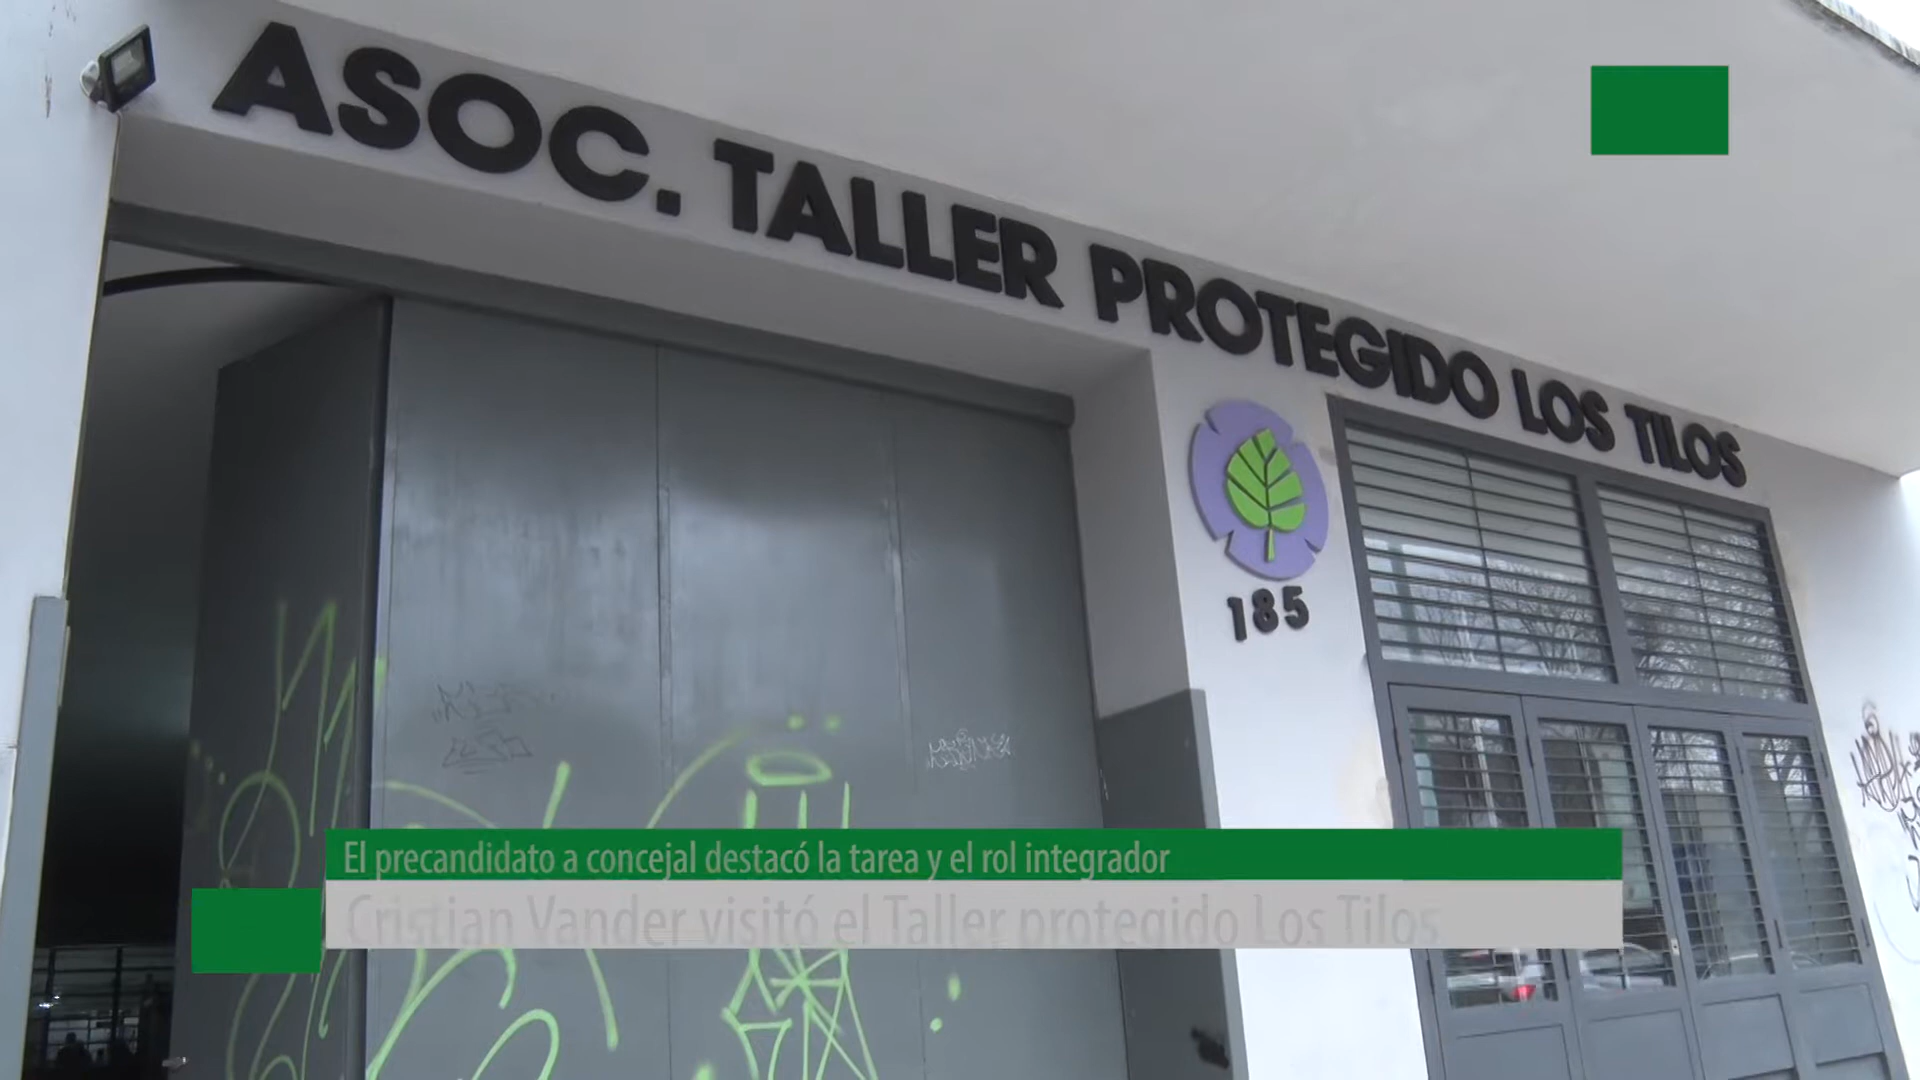 ASOC. TALLER PROTEGIDO LOS TILOS
185
El precandidato a concejal destacó la tarea y el rol integrador
Cristian Vander visitó el Taller protegido Los Tilos